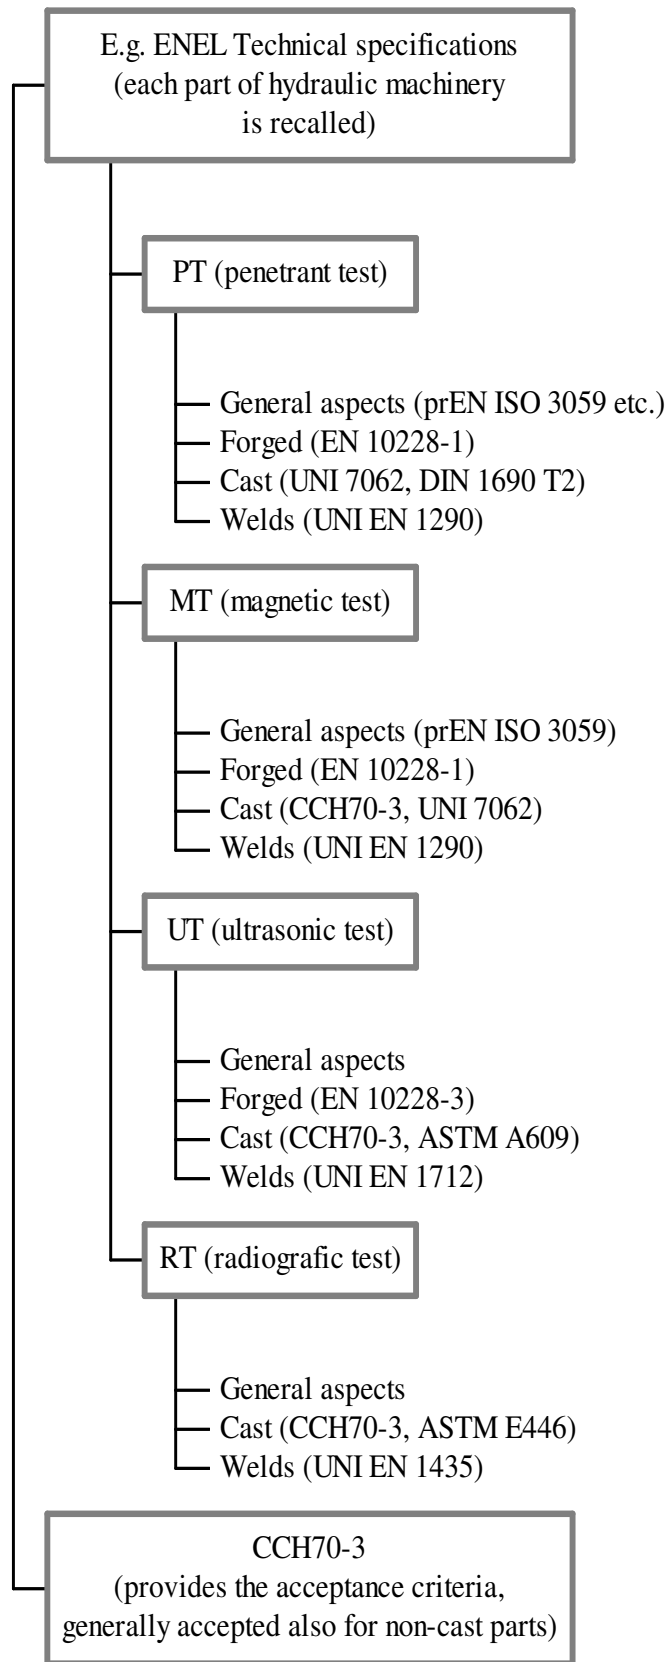 E.g. ENEL Technical specifications
(each part of hydraulic machinery
is recalled)
PT (penetrant test)
General aspects (prEN ISO 3059 etc.)
Forged (EN 10228-1)
Cast (UNI 7062, DIN 1690 T2)
Welds (UNI EN 1290)
MT (magnetic test)
General aspects (prEN ISO 3059)
Forged (EN 10228-1)
Cast (CCH70-3, UNI 7062)
Welds (UNI EN 1290)
UT (ultrasonic test)
General aspects
Forged (EN 10228-3)
Cast (CCH70-3, ASTM A609)
Welds (UNI EN 1712)
RT (radiografic test)
General aspects
Cast (CCH70-3, ASTM E446)
Welds (UNI EN 1435)
CCH70-3
(provides the acceptance criteria,
generally accepted also for non-cast parts)